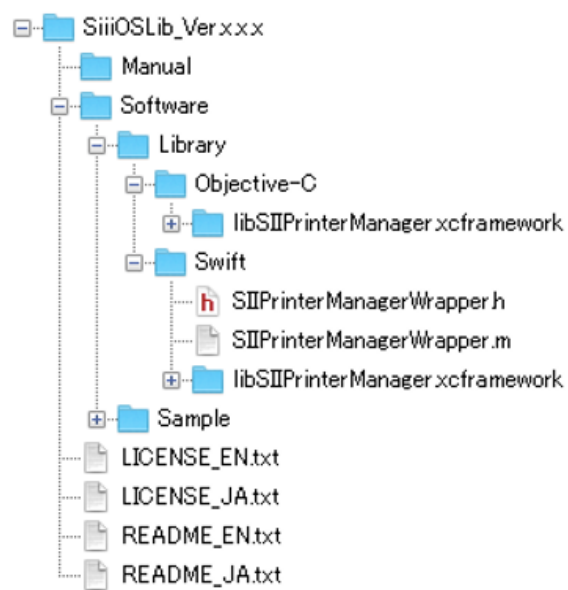 SiiiOSLib_Verxxx
Manual
Software
Library
Objective-C
libSIIPrinterManager.xcframework
Swift
h SIIPrinterManagerWrapper.h
SIIPrinterManagerWrapper.m
libSIIPrinterManager.xcframework
Sample
LICENSE_EN.txt
LICENSE_JA.txt
README_EN.txt
README_JA.txt